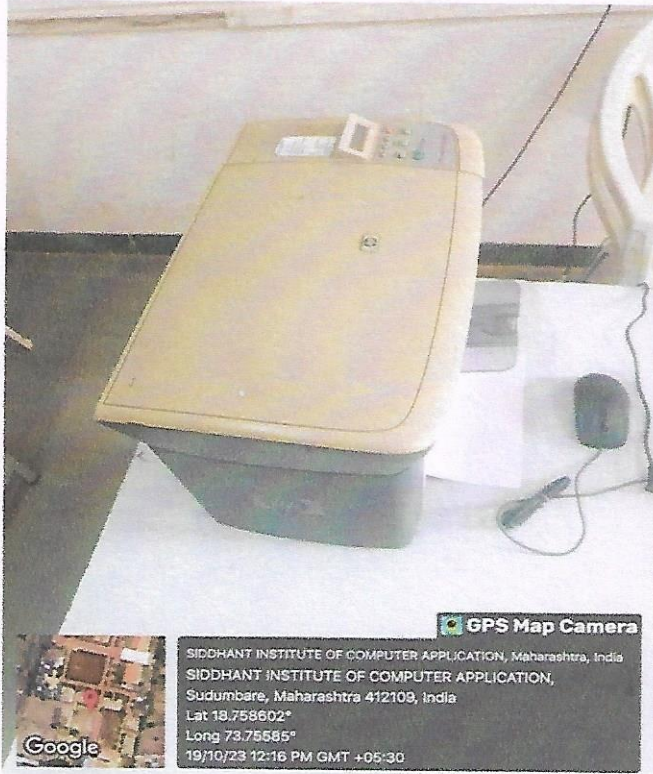 GPS Map Camera
SIDDHANT INSTITUTE OF COMPUTER APPLICATION, Maharashtra, India
SIDDHANT INSTITUTE OF COMPUTER APPLICATION,
Sudumbare, Maharashtra 412109, India
Lat 18.758602°
Long 73.75585°
19/10/23 12:16 PM GMT +05:30
Google